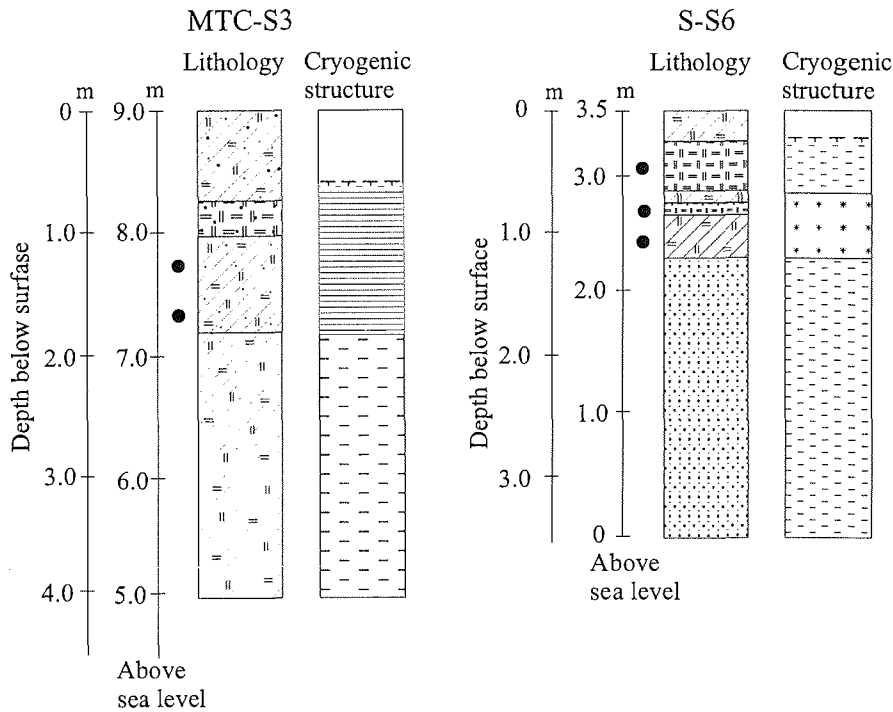 MTC-S3
Lithology Cryogenic structure
m m
0 9.0
1.0 8.0
2.0 7.0
3.0 6.0
4.0 5.0
Depth below surfase
Above
sea level
S-S6
Lithology Cryogenic structure
m m
0 3.5
3.0
1.0
2.0
2.0
1.0
3.0
0
Depth below surface
Above
sea level